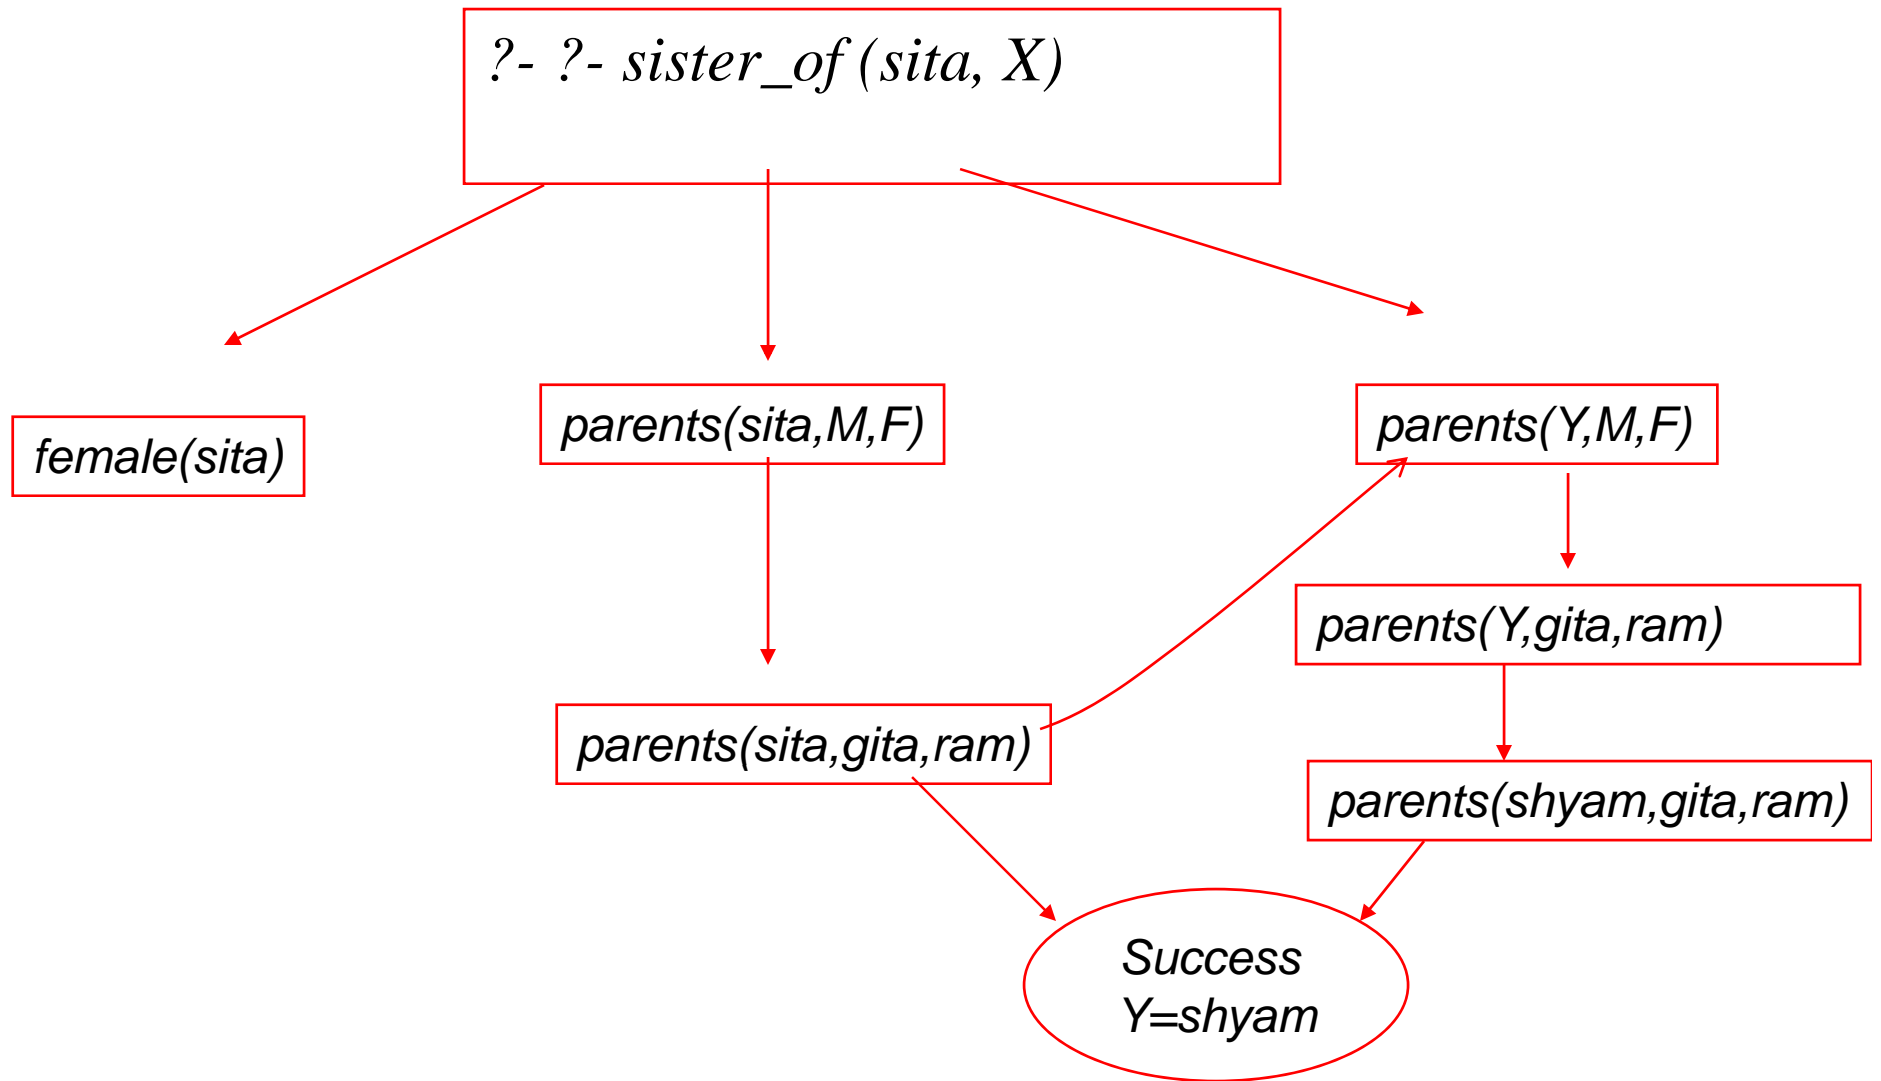 ?- ?- sister_of (sita, X)
female(sita)
parents(sita,M,F)
parents(Y,M,F)
parents(Y,gita,ram)
parents(sita,gita,ram)
parents(shyam,gita,ram)
Success
Y=shyam